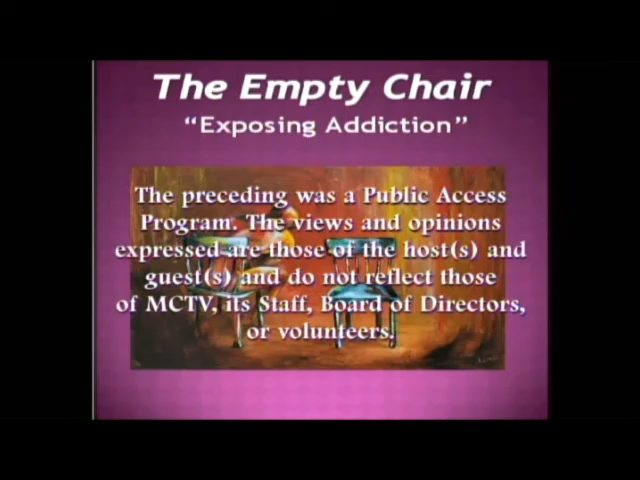 The Empty Chair
“Exposing Addiction”
The preceding was a Public Access
Program. The views and opinions
expressed are those of the host(s) and
guest(s) and do not reflect those
of MCTV, its Staff, Board of Directors,
or volunteers.